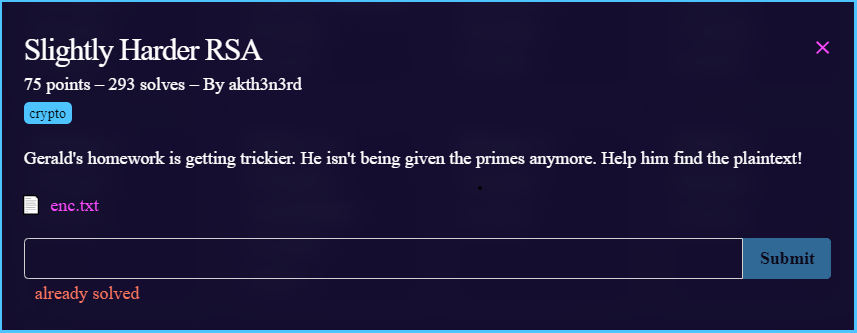 Slightly Harder RSA
75 points – 293 solves – By akth3n3rd
crypto
Gerald's homework is getting trickier. He isn't being given the primes anymore. Help him find the plaintext!
enc.txt
Submit
already solved